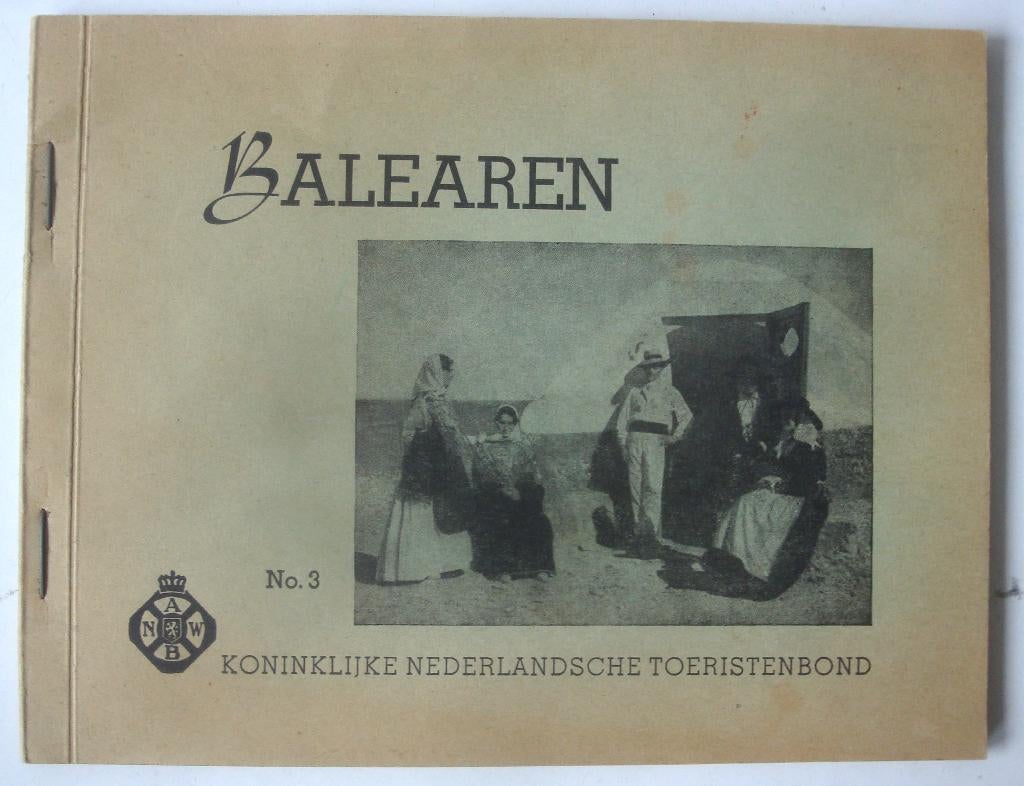 BALEAREN
No. 3
A
N W
B
KONINKLIJKE NEDERLANDSCHE TOERISTENBOND